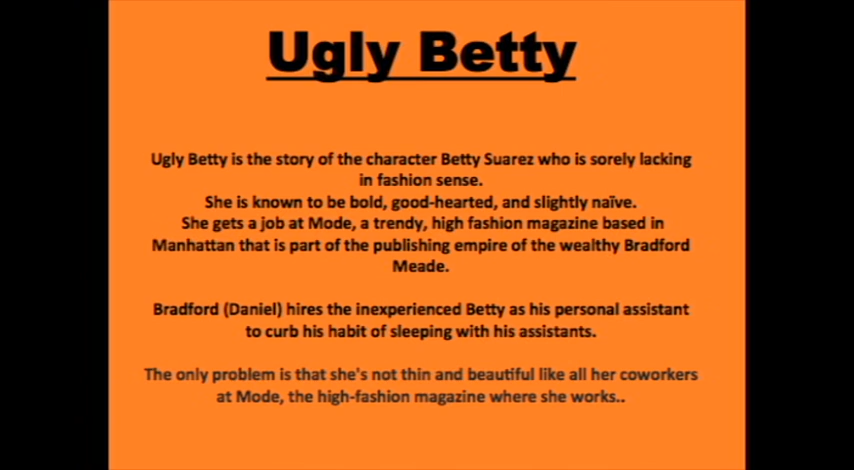 Ugly Betty
Ugly Betty is the story of the character Betty Suarez who is sorely lacking
in fashion sense.
She is known to be bold, good-hearted, and slightly naïve.
She gets a job at Mode, a trendy, high fashion magazine based in
Manhattan that is part of the publishing empire of the wealthy Bradford
Meade.
Bradford (Daniel) hires the inexperienced Betty as his personal assistant
to curb his habit of sleeping with his assistants.
The only problem is that she's not thin and beautiful like all her coworkers
at Mode, the high-fashion magazine where she works..